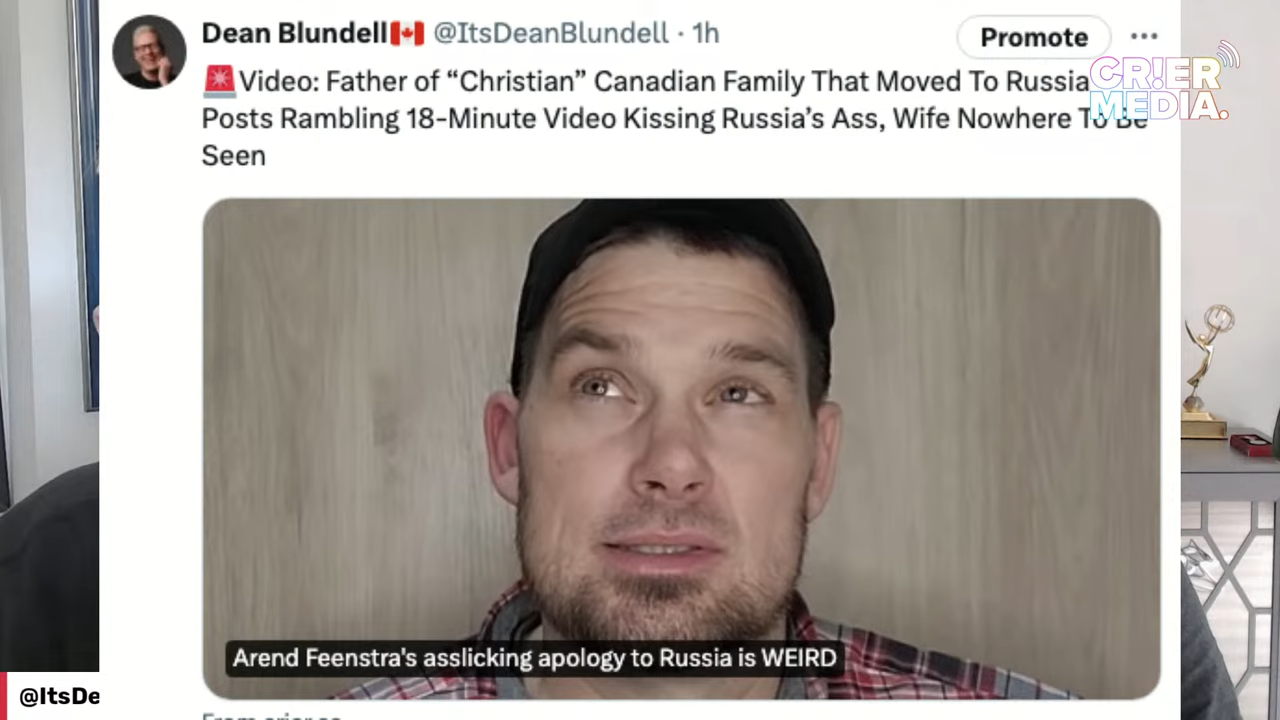 Dean Blundell🇨🇦 @ItsDeanBlundell · 1h
Promote
🚨Video: Father of “Christian” Canadian Family That Moved To Russia
Posts Rambling 18-Minute Video Kissing Russia’s Ass, Wife Nowhere To Be
Seen
CR!ER
MEDIA.
Arend Feenstra's asslicking apology to Russia is WEIRD
@ItsDe